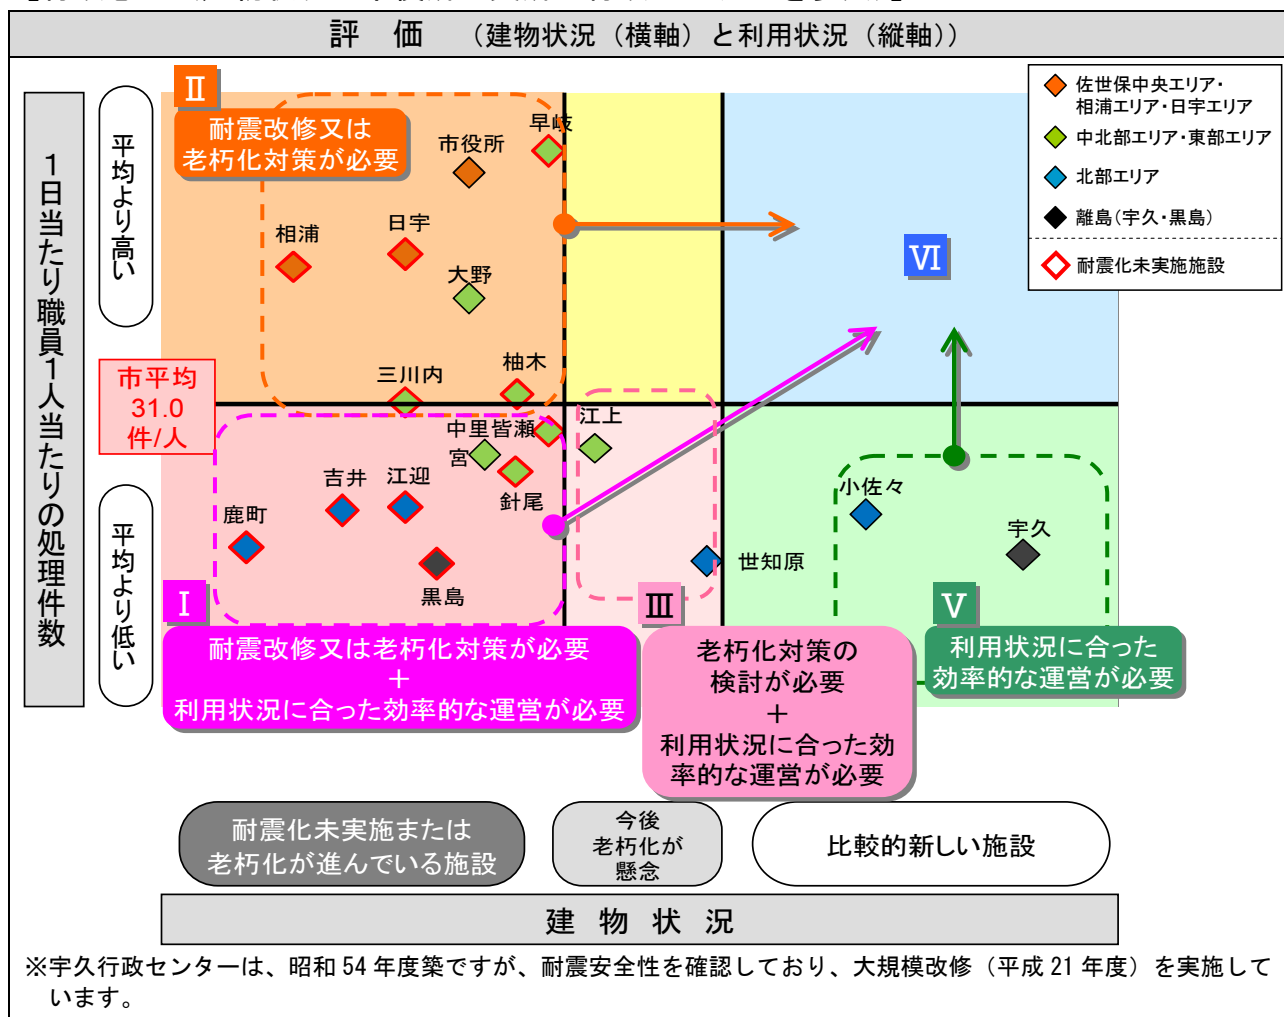 評　価　（建物状況（横軸）と利用状況（縦軸））
佐世保中央エリア・
相浦エリア・日宇エリア
中北部エリア・東部エリア
北部エリア
離島（宇久・黒島）
耐震化未実施施設
１日当たり職員１人当たりの処理件数
平均より高い
平均より低い
市平均
31.0
件/人
Ⅱ
耐震改修又は
老朽化対策が必要
早岐
市役所
相浦
日宇
大野
三川内
柚木
Ⅵ
中里皆瀬
宮
江上
針尾
吉井
江迎
鹿町
黒島
世知原
小佐々
宇久
Ⅰ
耐震改修又は老朽化対策が必要
＋
利用状況に合った効率的な運営が必要
Ⅲ
老朽化対策の
検討が必要
＋
利用状況に合った効
率的な運営が必要
Ⅴ
利用状況に合った
効率的な運営が必要
耐震化未実施または
老朽化が進んでいる施設
今後
老朽化が
懸念
比較的新しい施設
建　物　状　況
※宇久行政センターは、昭和 54 年度築ですが、耐震安全性を確認しており、大規模改修（平成 21 年度）を実施して
います。